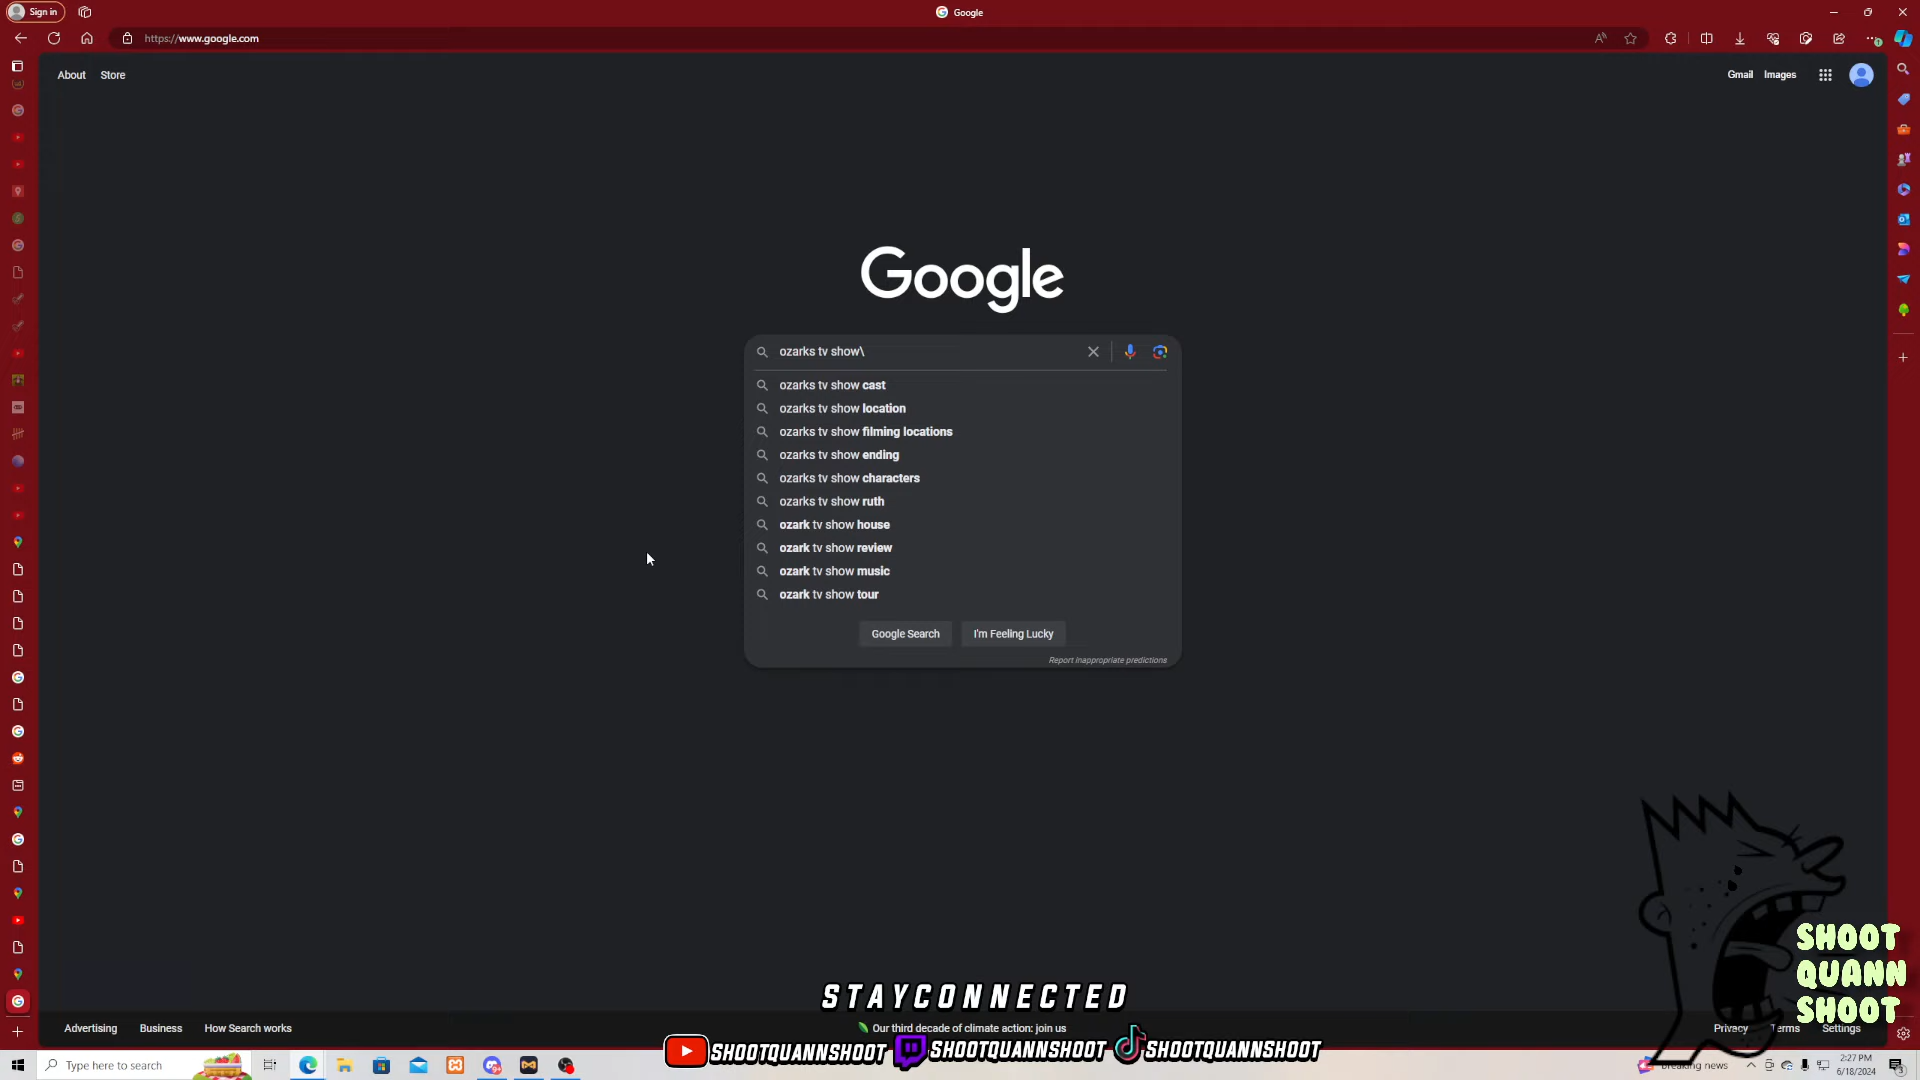 Sign in
Google
https://www.google.com
About Store
Gmail Images
Google
ozarks tv show\
ozarks tv show cast
ozarks tv show location
ozarks tv show filming locations
ozarks tv show ending
ozarks tv show characters
ozarks tv show ruth
ozark tv show house
ozark tv show review
ozark tv show music
ozark tv show tour
Google Search I'm Feeling Lucky
Report inappropriate predictions
SHOOT
QUANN
SHOOT
STAYCONNECTED
Advertising Business How Search works
Our third decade of climate action: join us
Privacy Terms Settings
SHOOTQUANNSHOOT SHOOTQUANNSHOOT SHOOTQUANNSHOOT
Type here to search
Breaking news
2:27 PM
6/18/2024